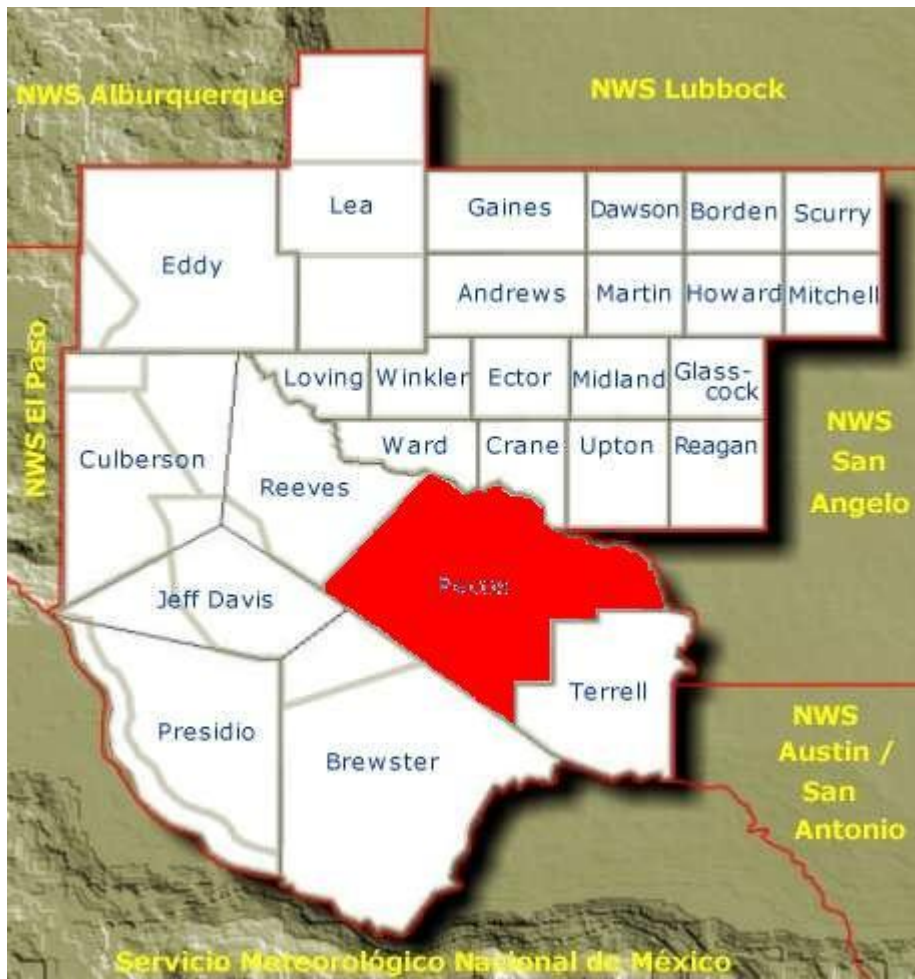 NWS Alburquerque
NWS Lubbock
Lea
Gaines
Dawson
Borden
Scurry
Eddy
Andrews
Martin
Howard
Mitchell
NWS El Paso
Loving
Winkler
Ector
Midland
Glass-
cock
Culberson
Reeves
Ward
Crane
Upton
Reagan
NWS
San
Angelo
Jeff Davis
Pecos
Terrell
Presidio
Brewster
NWS
Austin /
San
Antonio
Servicio Meteorológico Nacional de México